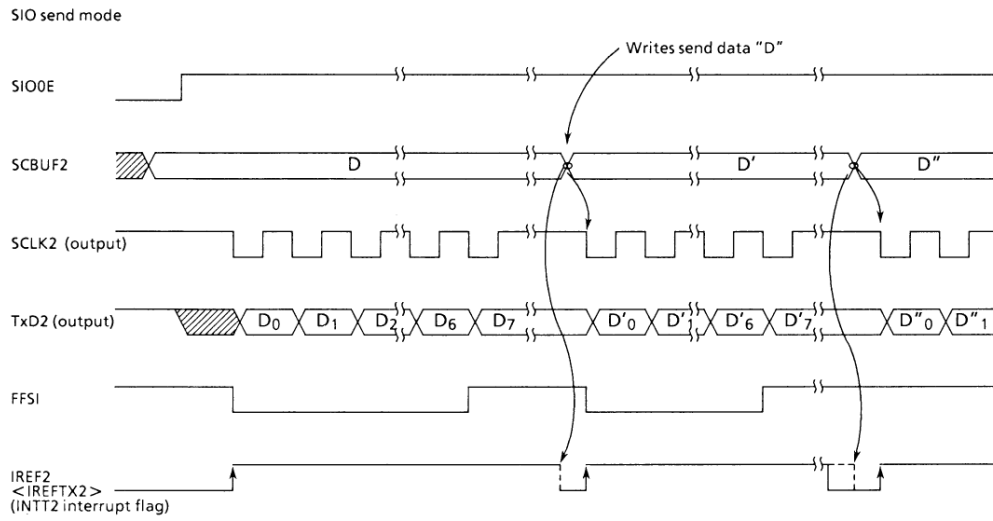 SIO send mode
Writes send data "D"
SIO0E
SCBUF2
D
D'
D"
SCLK2 (output)
TxD2 (output)
D0
D1
D2
D6
D7
D'0
D'1
D'6
D'7
D"0
D"1
FFSI
IREF2
<IREFTX2>
(INTT2 interrupt flag)